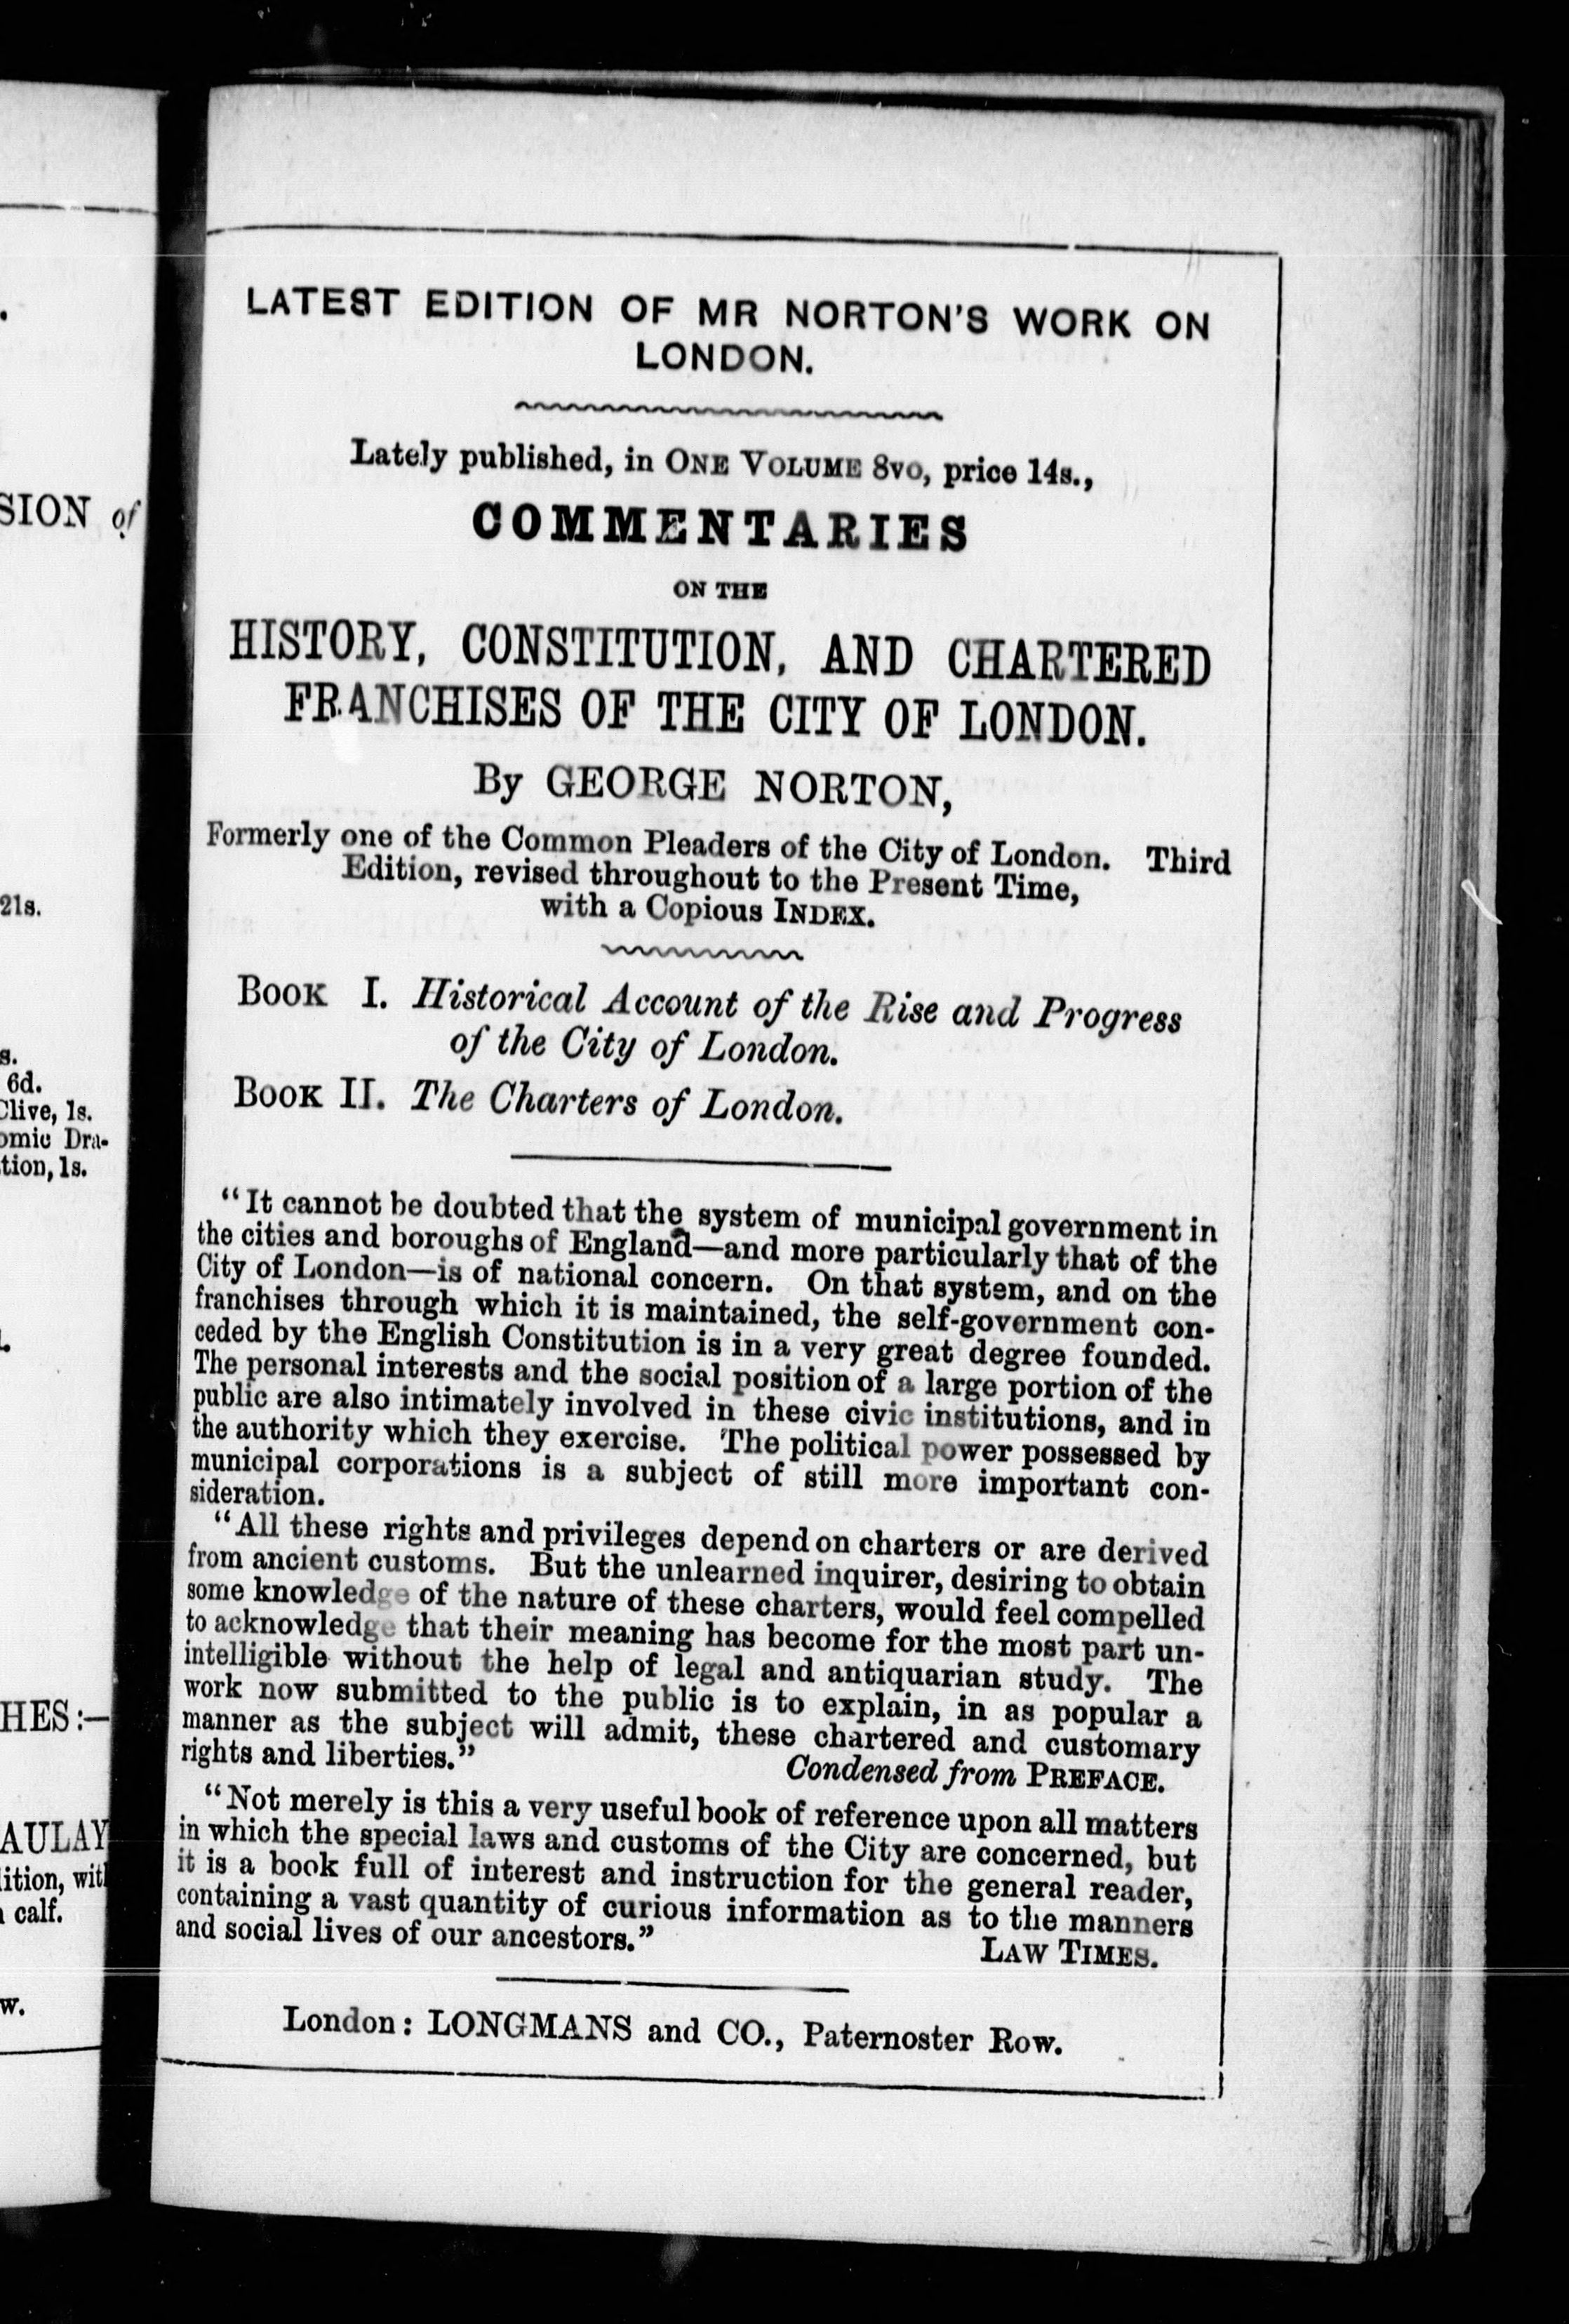 SION of
21s.
s.
6d.
Clive, 1s.
omic Dra-
tion, 1s.
HES:—
AULAY
ition, with
calf.
w.
LATEST EDITION OF MR NORTON'S WORK ON
LONDON.
Lately published, in ONE VOLUME 8vo, price 14s.,
COMMENTARIES
ON THE
HISTORY, CONSTITUTION, AND CHARTERED
FRANCHISES OF THE CITY OF LONDON.
By GEORGE NORTON,
Formerly one of the Common Pleaders of the City of London. Third
Edition, revised throughout to the Present Time,
with a Copious INDEX.
BOOK I. Historical Account of the Rise and Progress
of the City of London.
BOOK II. The Charters of London.
“It cannot be doubted that the system of municipal government in
the cities and boroughs of England—and more particularly that of the
City of London—is of national concern. On that system, and on the
franchises through which it is maintained, the self-government con-
ceded by the English Constitution is in a very great degree founded.
The personal interests and the social position of a large portion of the
public are also intimately involved in these civic institutions, and in
the authority which they exercise. The political power possessed by
municipal corporations is a subject of still more important con-
sideration.
“All these rights and privileges depend on charters or are derived
from ancient customs. But the unlearned inquirer, desiring to obtain
some knowledge of the nature of these charters, would feel compelled
to acknowledge that their meaning has become for the most part un-
intelligible without the help of legal and antiquarian study. The
work now submitted to the public is to explain, in as popular a
manner as the subject will admit, these chartered and customary
rights and liberties.” Condensed from PREFACE.
“Not merely is this a very useful book of reference upon all matters
in which the special laws and customs of the City are concerned, but
it is a book full of interest and instruction for the general reader,
containing a vast quantity of curious information as to the manners
and social lives of our ancestors.” LAW TIMES.
London: LONGMANS and CO., Paternoster Row.